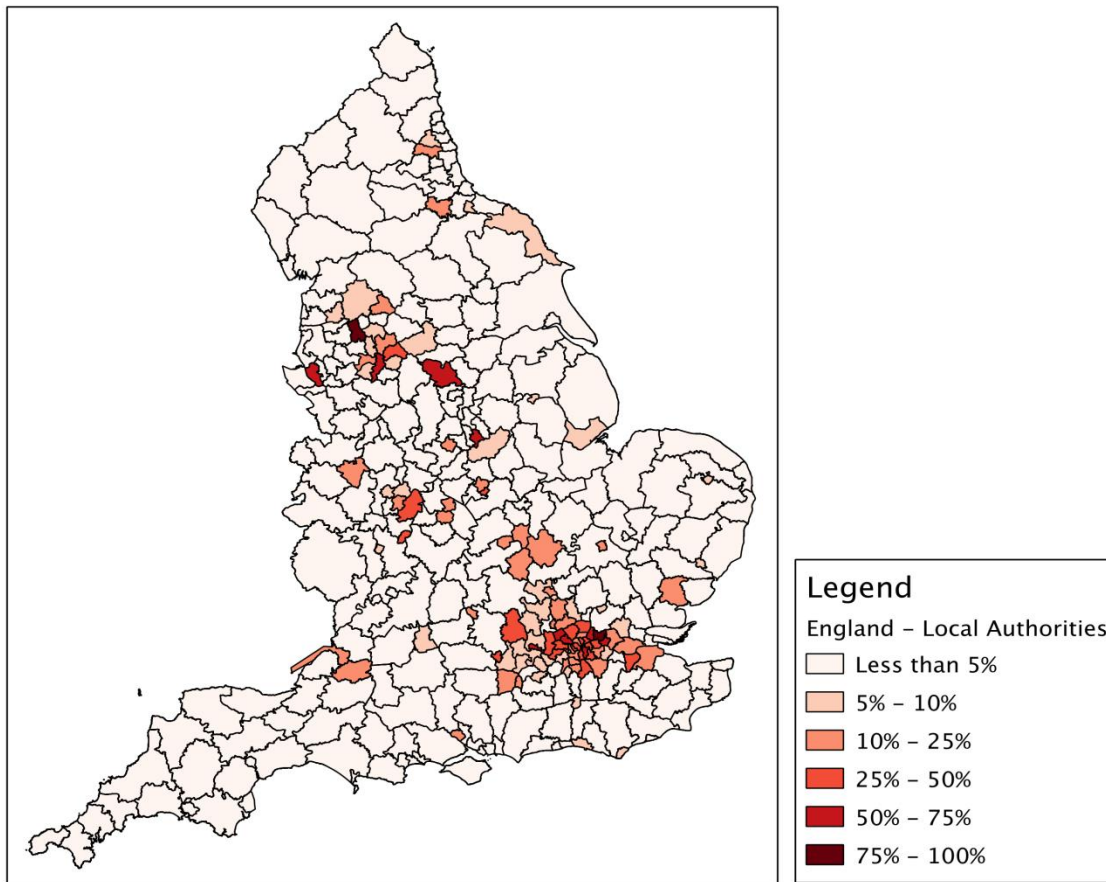 Legend
England – Local Authorities
Less than 5%
5% – 10%
10% – 25%
25% – 50%
50% – 75%
75% – 100%